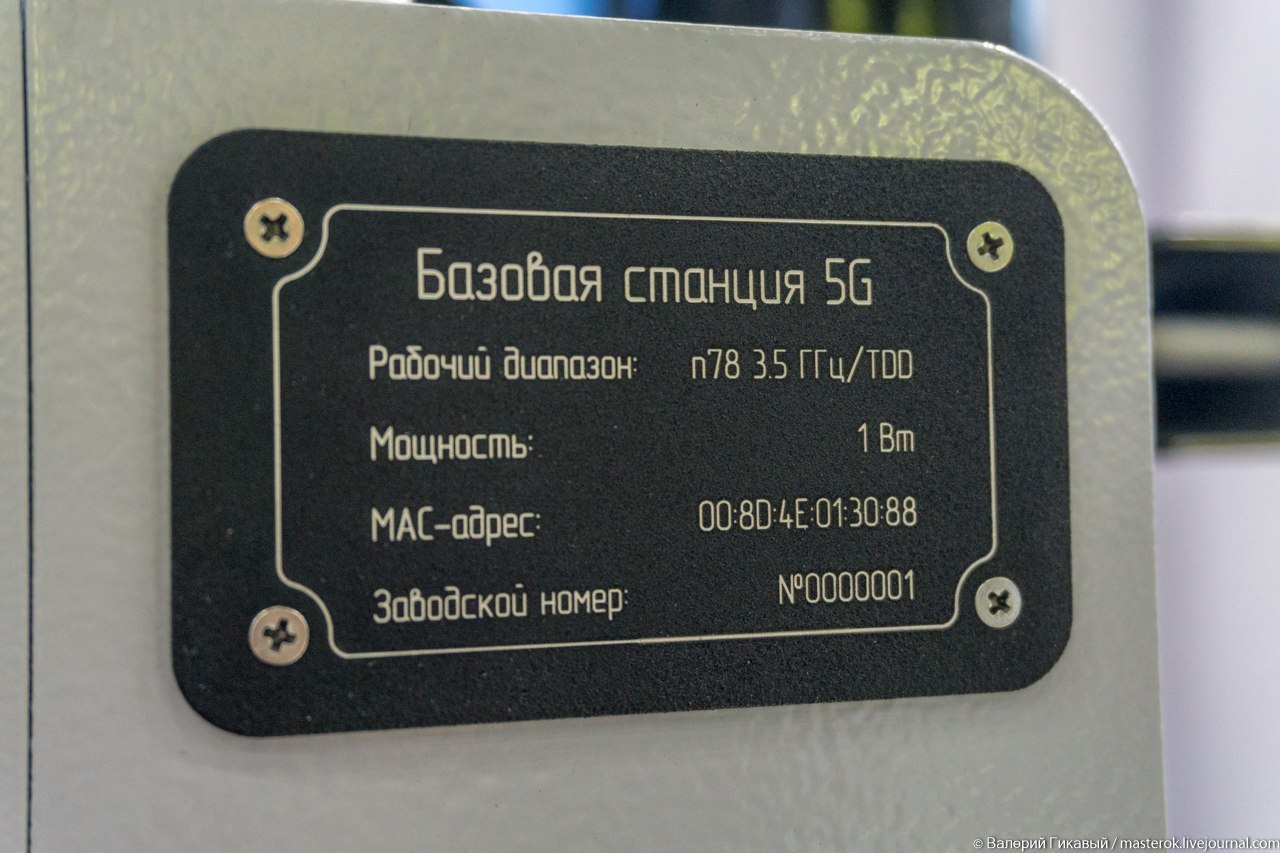 Базовая станция 5G
Рабочий диапазон: n78 3.5 ГГц/TDD
Мощность: 1 Вт
MAC-адрес: 00:8D:4E:01:30:88
Заводской номер: №0000001
© Валерий Гикавый / masterok.livejournal.com